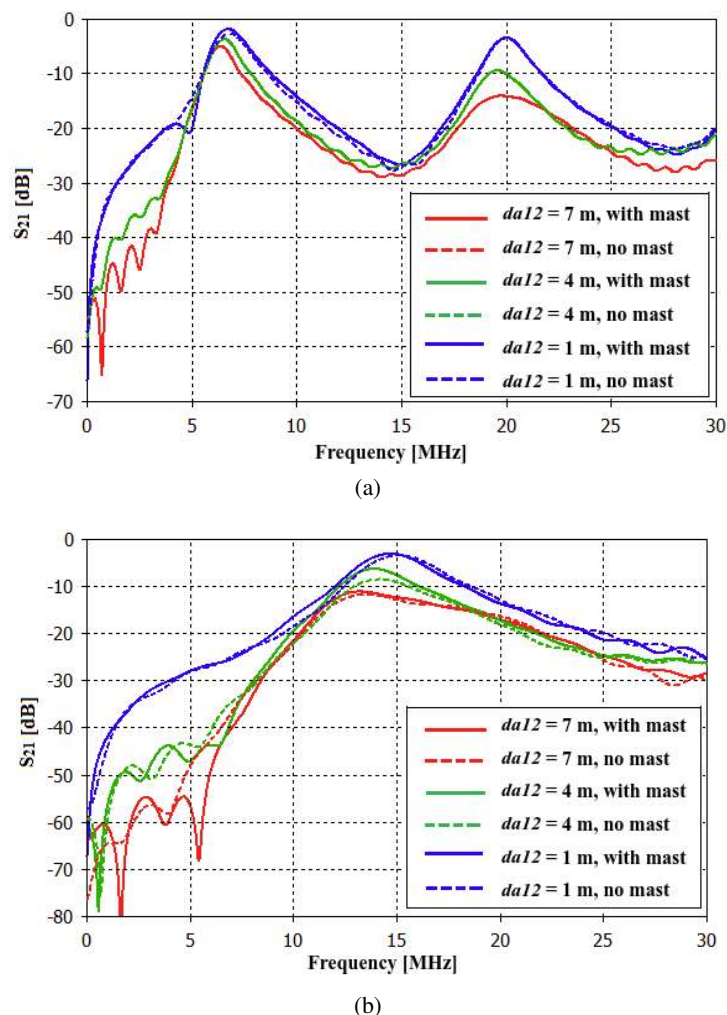 0
-10
-20
-30
-40
-50
-60
-70
S21 [dB]
da12 = 7 m, with mast
da12 = 7 m, no mast
da12 = 4 m, with mast
da12 = 4 m, no mast
da12 = 1 m, with mast
da12 = 1 m, no mast
0 5 10 15 20 25 30
Frequency [MHz]
(a)
0
-10
-20
-30
-40
-50
-60
-70
-80
S21 [dB]
da12 = 7 m, with mast
da12 = 7 m, no mast
da12 = 4 m, with mast
da12 = 4 m, no mast
da12 = 1 m, with mast
da12 = 1 m, no mast
0 5 10 15 20 25 30
Frequency [MHz]
(b)